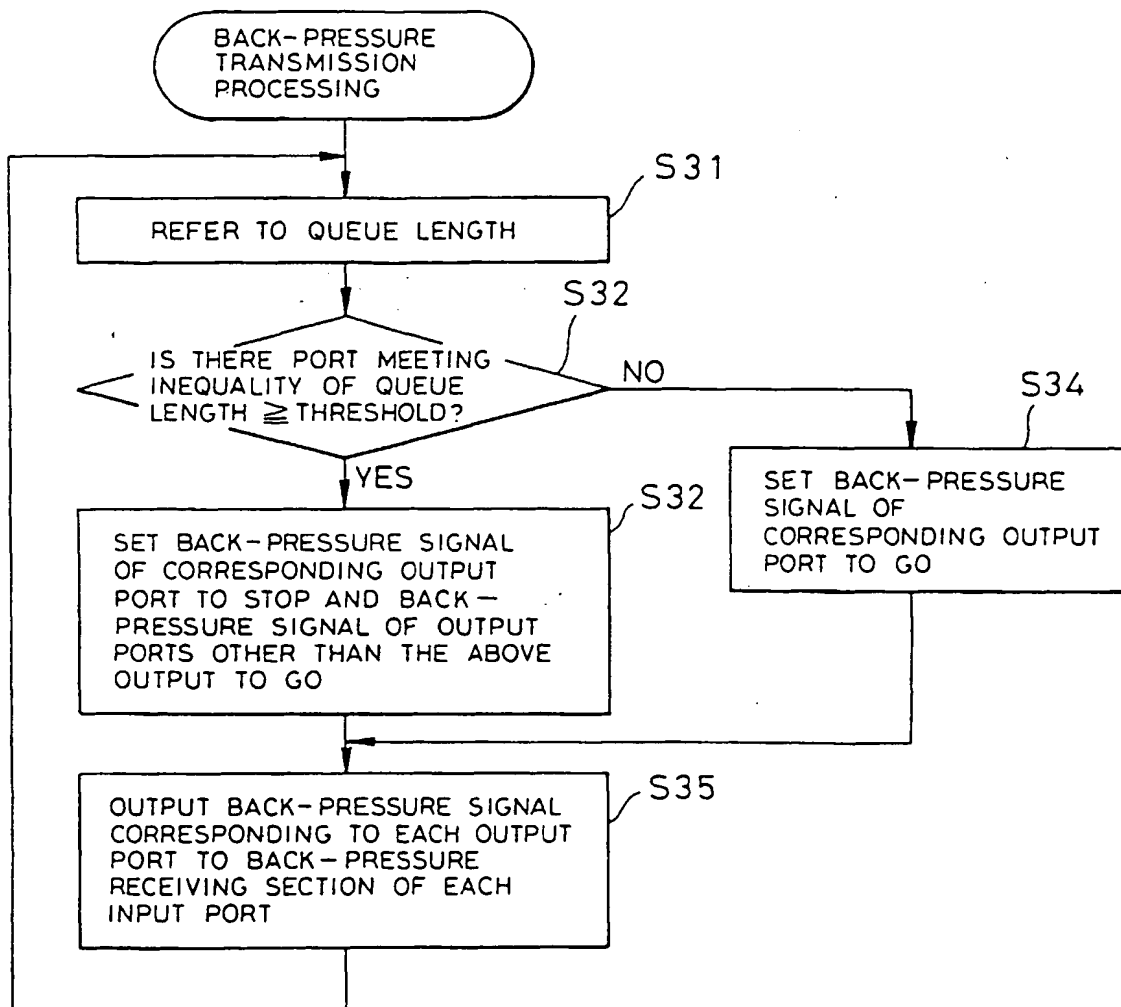 BACK-PRESSURE
TRANSMISSION
PROCESSING
S31
REFER TO QUEUE LENGTH
S32
IS THERE PORT MEETING
INEQUALITY OF QUEUE
LENGTH ≧ THRESHOLD?
NO
YES
S34
SET BACK-PRESSURE
SIGNAL OF
CORRESPONDING OUTPUT
PORT TO GO
S32
SET BACK-PRESSURE SIGNAL
OF CORRESPONDING OUTPUT
PORT TO STOP AND BACK-
PRESSURE SIGNAL OF OUTPUT
PORTS OTHER THAN THE ABOVE
OUTPUT TO GO
S35
OUTPUT BACK-PRESSURE SIGNAL
CORRESPONDING TO EACH OUTPUT
PORT TO BACK-PRESSURE
RECEIVING SECTION OF EACH
INPUT PORT